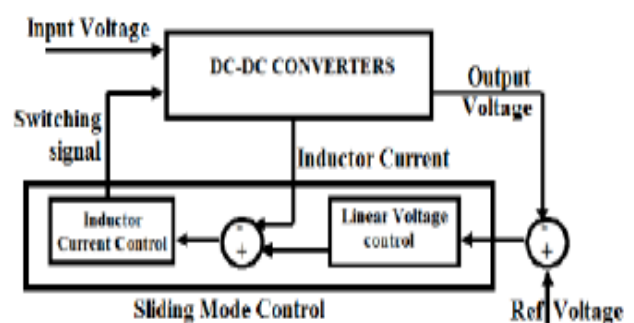 Input Voltage
DC-DC CONVERTERS
Output
Voltage
Switching
signal
Inductor Current
Inductor
Current Control
-
+
Linear Voltage
control
-
+
Sliding Mode Control
Ref Voltage